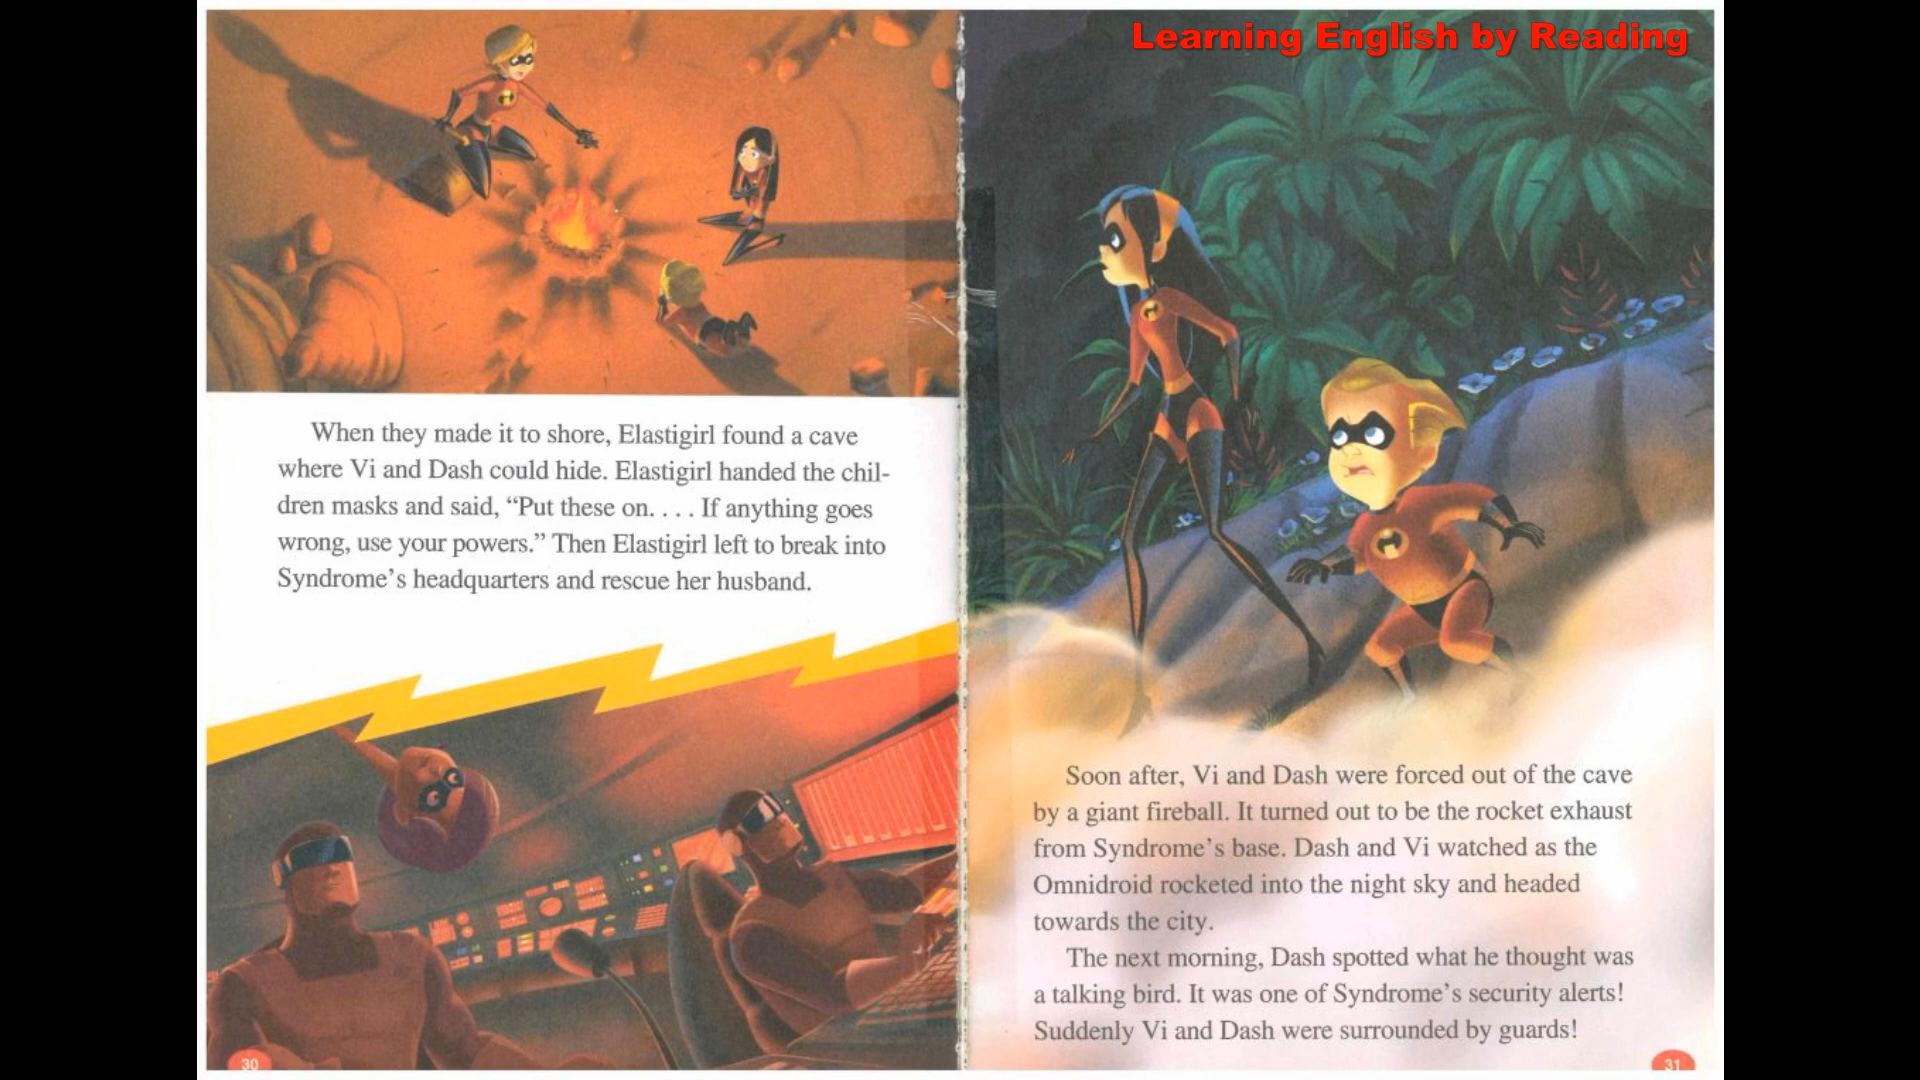 Learning English by Reading
When they made it to shore, Elastigirl found a cave
where Vi and Dash could hide. Elastigirl handed the chil-
dren masks and said, “Put these on. . . . If anything goes
wrong, use your powers.” Then Elastigirl left to break into
Syndrome’s headquarters and rescue her husband.
30
Soon after, Vi and Dash were forced out of the cave
by a giant fireball. It turned out to be the rocket exhaust
from Syndrome’s base. Dash and Vi watched as the
Omnidroid rocketed into the night sky and headed
towards the city.
The next morning, Dash spotted what he thought was
a talking bird. It was one of Syndrome’s security alerts!
Suddenly Vi and Dash were surrounded by guards!
31